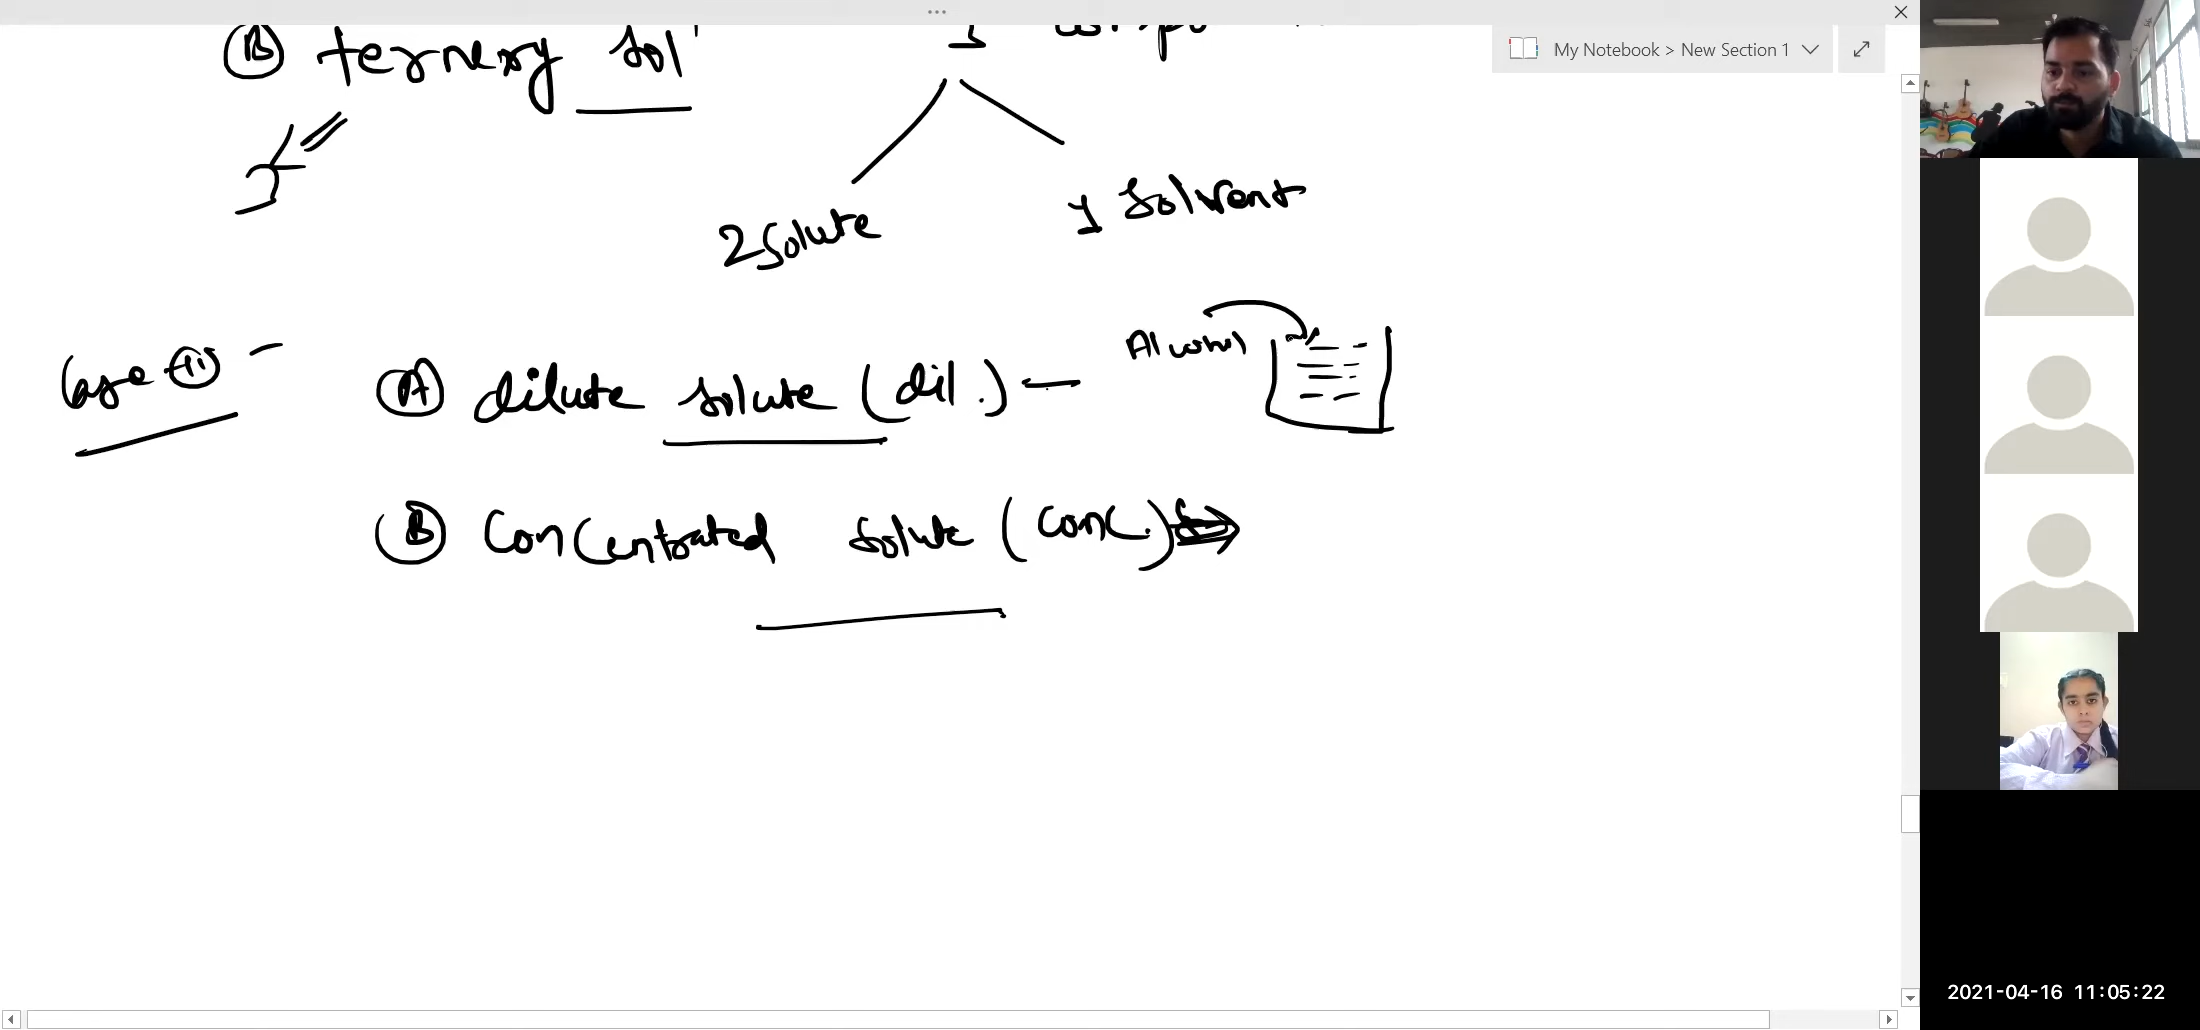 My Notebook > New Section 1
(B) ternery sol'
2 solute
1 solvent
Case (ii) -
(A) dilute solute (dil.) -
Alcohol
(B) Concentrated solute (conc.)
2021-04-16 11:05:22